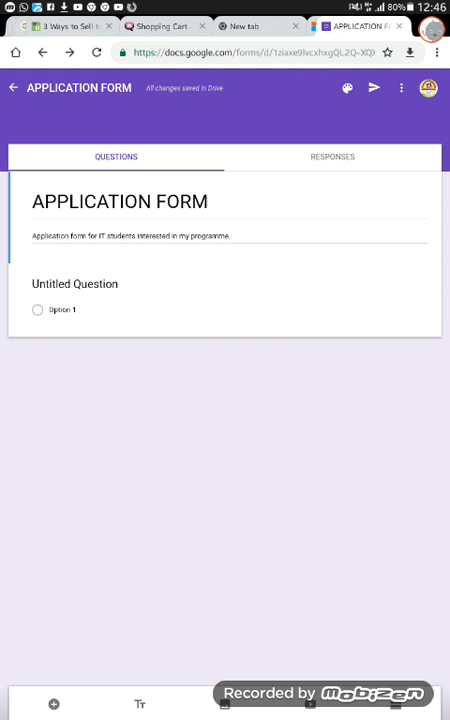 80% 12:46
3 Ways to Sell t
Shopping Cart
New tab
APPLICATION F
https://docs.google.com/forms/d/1ziaxe9lvcxhxgQL2Q-XQX
APPLICATION FORM
All changes saved in Drive
QUESTIONS
RESPONSES
APPLICATION FORM
Application form for IT students interested in my programme.
Untitled Question
Option 1
Tт
Recorded by MOBIZEN